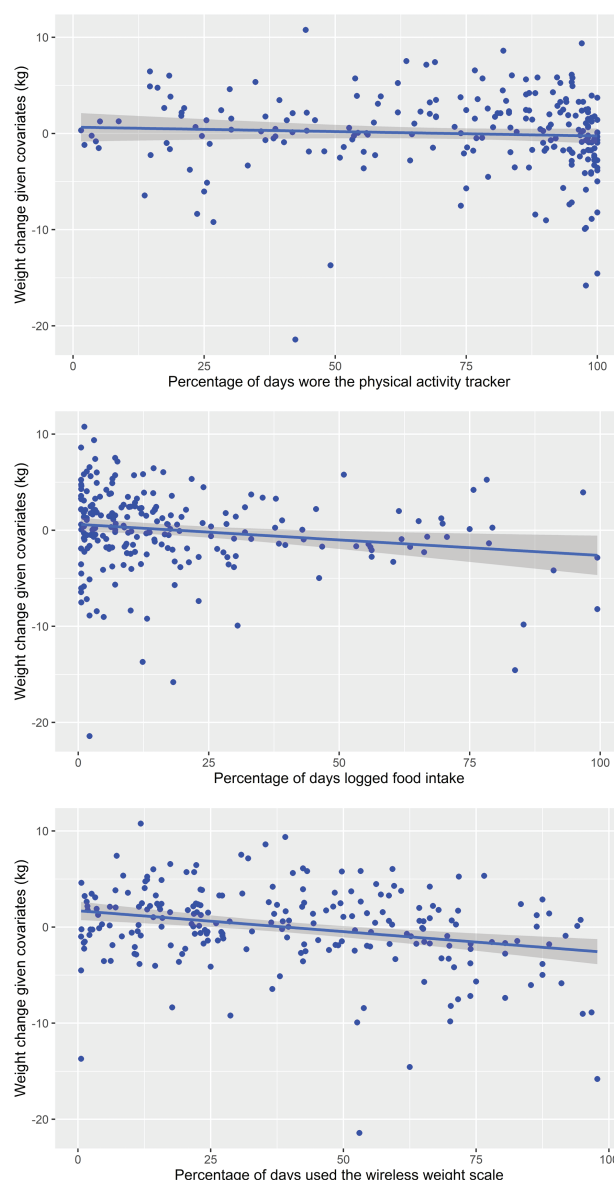 Weight change given covariates (kg)
10
0
-10
-20
0 25 50 75 100
Percentage of days wore the physical activity tracker
Weight change given covariates (kg)
10
0
-10
-20
0 25 50 75 100
Percentage of days logged food intake
Weight change given covariates (kg)
10
0
-10
-20
0 25 50 75 100
Percentage of days used the wireless weight scale